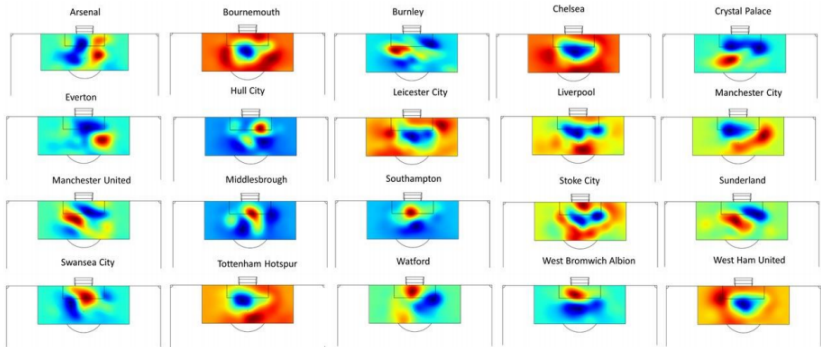 Arsenal
Bournemouth
Burnley
Chelsea
Crystal Palace
Everton
Hull City
Leicester City
Liverpool
Manchester City
Manchester United
Middlesbrough
Southampton
Stoke City
Sunderland
Swansea City
Tottenham Hotspur
Watford
West Bromwich Albion
West Ham United